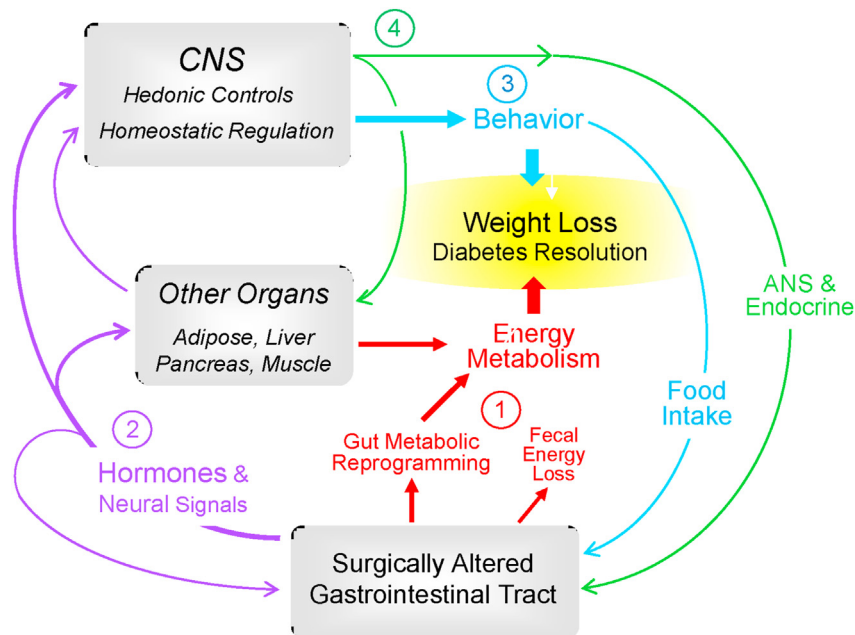 4
CNS
Hedonic Controls
Homeostatic Regulation
3
Behavior
Weight Loss
Diabetes Resolution
ANS &
Endocrine
Other Organs
Adipose, Liver
Pancreas, Muscle
Energy
Metabolism
Food
Intake
1
2
Gut Metabolic
Reprogramming
Fecal
Energy
Loss
Hormones &
Neural Signals
Surgically Altered
Gastrointestinal Tract